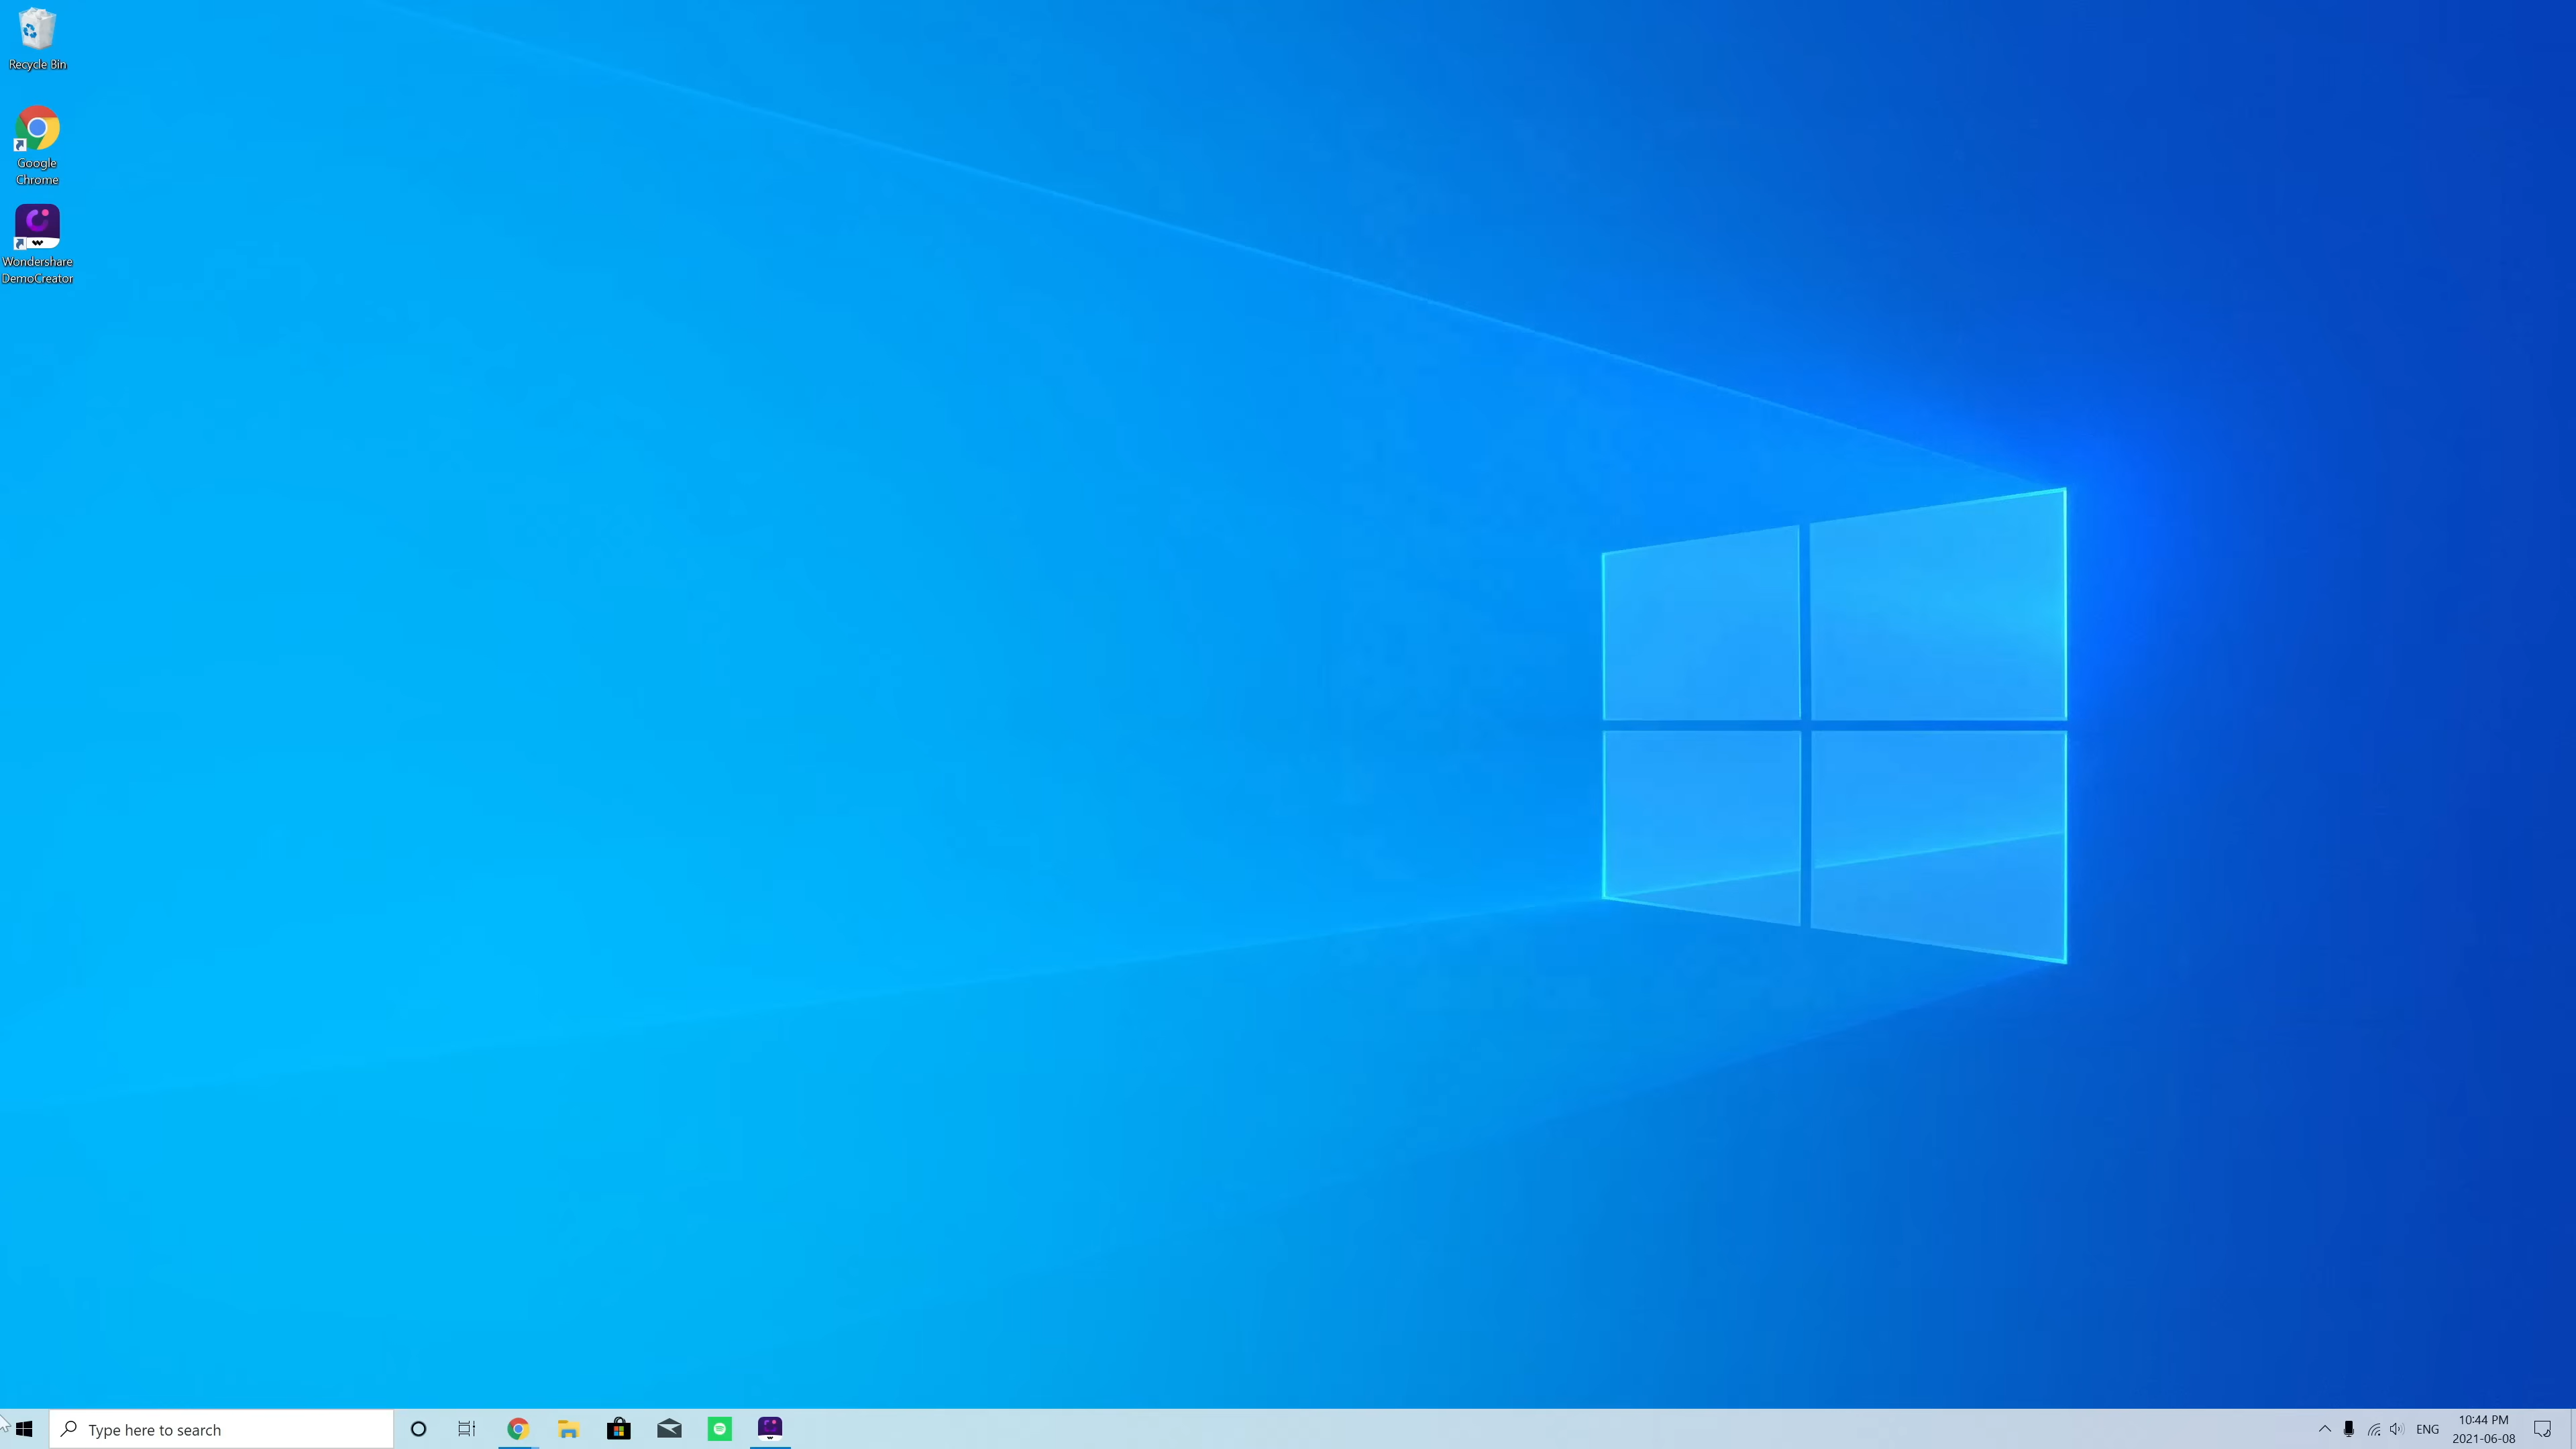 Recycle Bin
Google
Chrome
Wondershare
DemoCreator
Type here to search
ENG
10:44 PM
2021-06-08